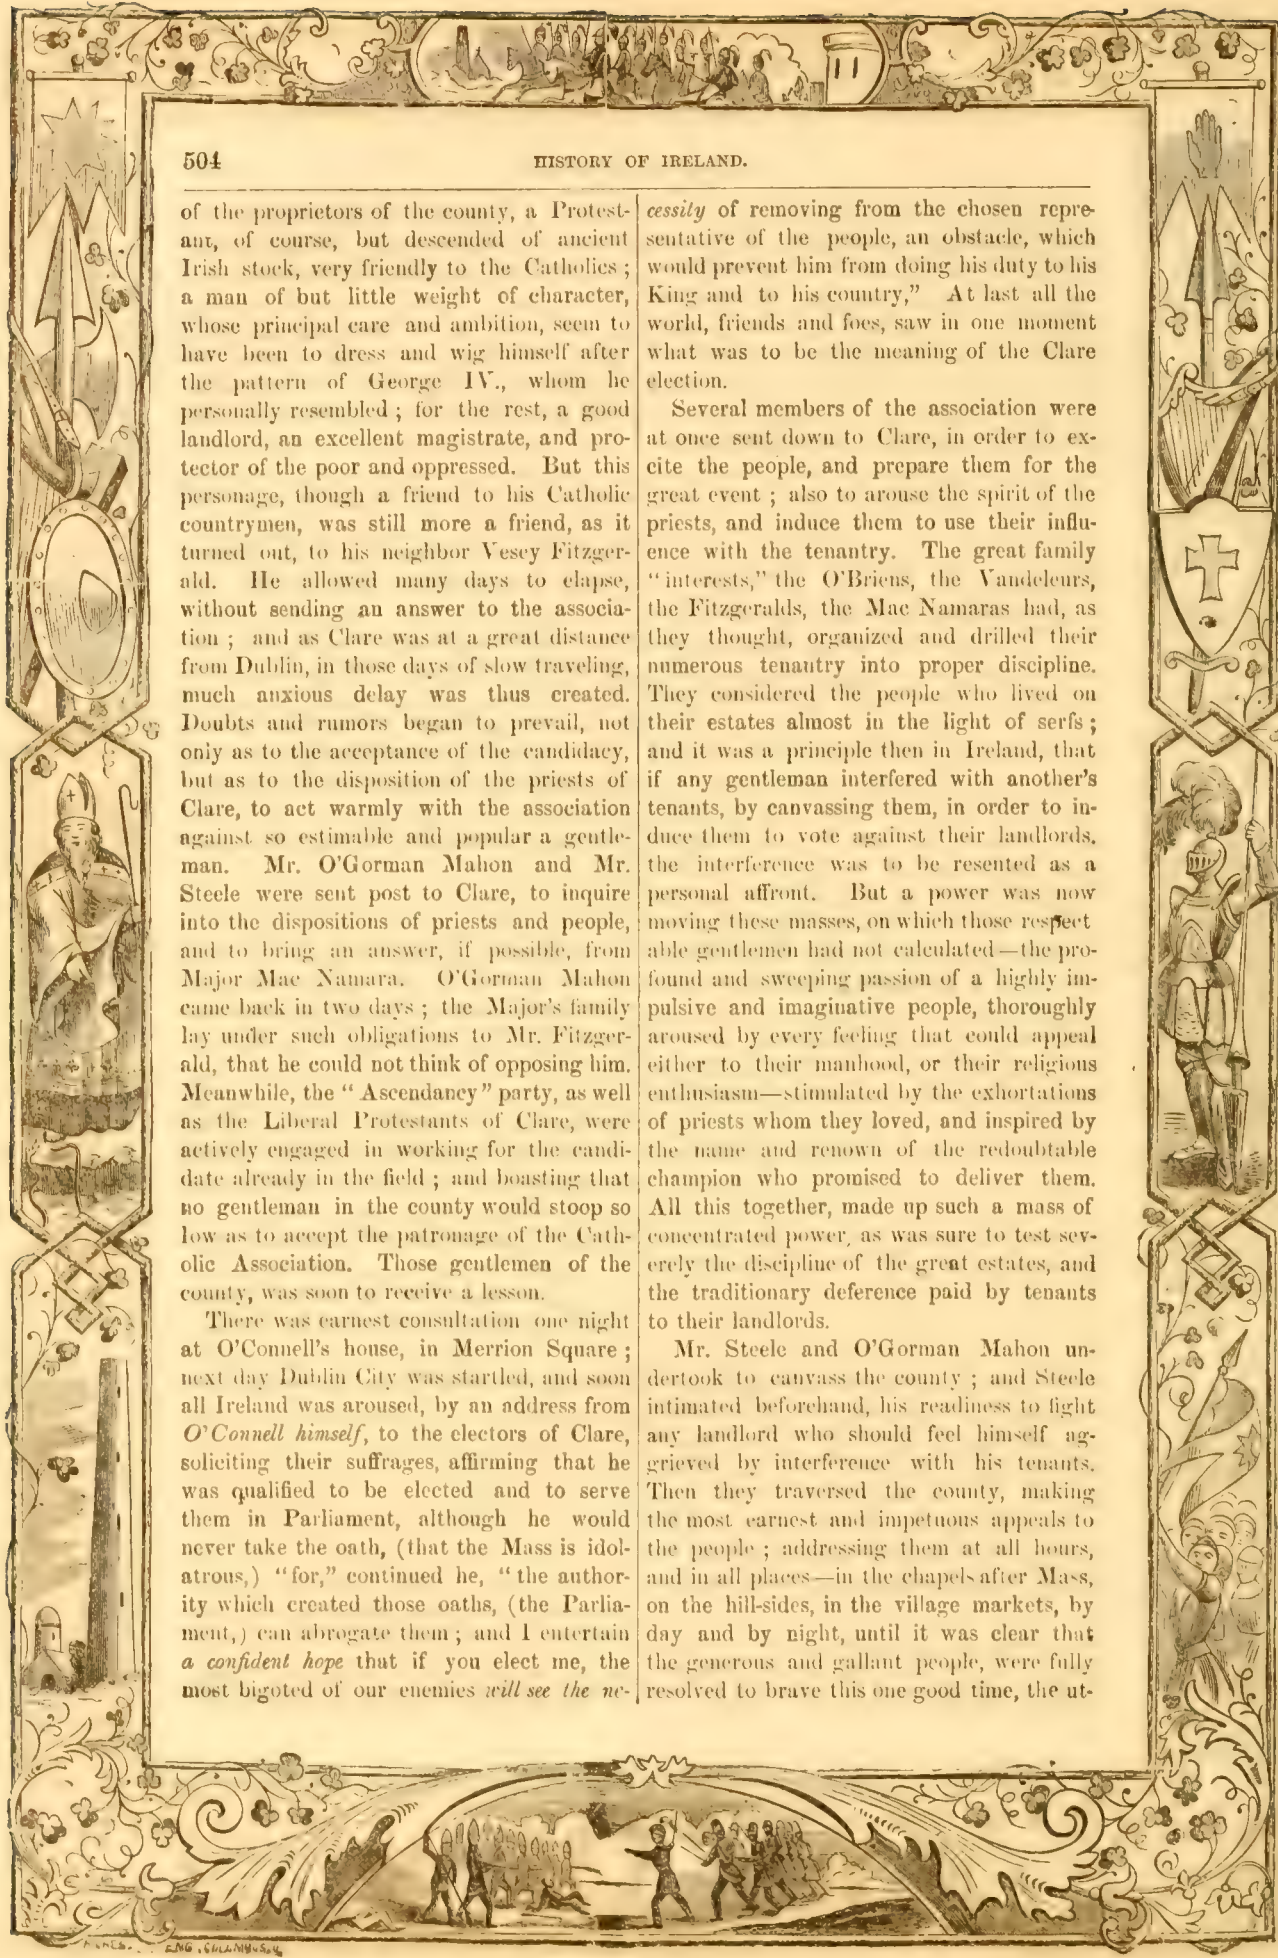 504
HISTORY OF IRELAND.
of the proprietors of the county, a Protest-
ant, of course, but descended of ancient
Irish stock, very friendly to the Catholics ;
a man of but little weight of character,
whose principal care and ambition, seem to
have been to dress and wig himself after
the pattern of George IV., whom he
personally resembled ; for the rest, a good
landlord, an excellent magistrate, and pro-
tector of the poor and oppressed. But this
personage, though a friend to his Catholic
countrymen, was still more a friend, as it
turned out, to his neighbor Vesey Fitzger-
ald. He allowed many days to elapse,
without sending an answer to the associa-
tion ; and as Clare was at a great distance
from Dublin, in those days of slow traveling,
much anxious delay was thus created.
Doubts and rumors began to prevail, not
only as to the acceptance of the candidacy,
but as to the disposition of the priests of
Clare, to act warmly with the association
against so estimable and popular a gentle-
man. Mr. O'Gorman Mahon and Mr.
Steele were sent post to Clare, to inquire
into the dispositions of priests and people,
and to bring an answer, if possible, from
Major Mac Namara. O'Gorman Mahon
came back in two days ; the Major's family
lay under such obligations to Mr. Fitzger-
ald, that he could not think of opposing him.
Meanwhile, the “ Ascendancy ” party, as well
as the Liberal Protestants of Clare, were
actively engaged in working for the candi-
date already in the field ; and boasting that
no gentleman in the county would stoop so
low as to accept the patronage of the Cath-
olic Association. Those gentlemen of the
county, was soon to receive a lesson.
There was earnest consultation one night
at O'Connell's house, in Merrion Square ;
next day Dublin City was startled, and soon
all Ireland was aroused, by an address from
O'Connell himself, to the electors of Clare,
soliciting their suffrages, affirming that he
was qualified to be elected and to serve
them in Parliament, although he would
never take the oath, (that the Mass is idol-
atrous,) “for,” continued he, “ the author-
ity which created those oaths, (the Parlia-
ment,) can abrogate them ; and I entertain
a confident hope that if you elect me, the
most bigoted of our enemies will see the ne-
cessity of removing from the chosen repre-
sentative of the people, an obstacle, which
would prevent him from doing his duty to his
King and to his country,” At last all the
world, friends and foes, saw in one moment
what was to be the meaning of the Clare
election.
Several members of the association were
at once sent down to Clare, in order to ex-
cite the people, and prepare them for the
great event ; also to arouse the spirit of the
priests, and induce them to use their influ-
ence with the tenantry. The great family
“ interests,” the O'Briens, the Vandeleurs,
the Fitzgeralds, the Mac Namaras had, as
they thought, organized and drilled their
numerous tenantry into proper discipline.
They considered the people who lived on
their estates almost in the light of serfs ;
and it was a principle then in Ireland, that
if any gentleman interfered with another's
tenants, by canvassing them, in order to in-
duce them to vote against their landlords,
the interference was to be resented as a
personal affront. But a power was now
moving these masses, on which those respect
able gentlemen had not calculated—the pro-
found and sweeping passion of a highly im-
pulsive and imaginative people, thoroughly
aroused by every feeling that could appeal
either to their manhood, or their religious
enthusiasm—stimulated by the exhortations
of priests whom they loved, and inspired by
the name and renown of the redoubtable
champion who promised to deliver them.
All this together, made up such a mass of
concentrated power, as was sure to test sev-
erely the discipline of the great estates, and
the traditionary deference paid by tenants
to their landlords.
Mr. Steele and O'Gorman Mahon un-
dertook to canvass the county ; and Steele
intimated beforehand, his readiness to fight
any landlord who should feel himself ag-
grieved by interference with his tenants.
Then they traversed the county, making
the most earnest and impetuous appeals to
the people ; addressing them at all hours,
and in all places—in the chapels after Mass,
on the hill-sides, in the village markets, by
day and by night, until it was clear that
the generous and gallant people, were fully
resolved to brave this one good time, the ut-
ENG.